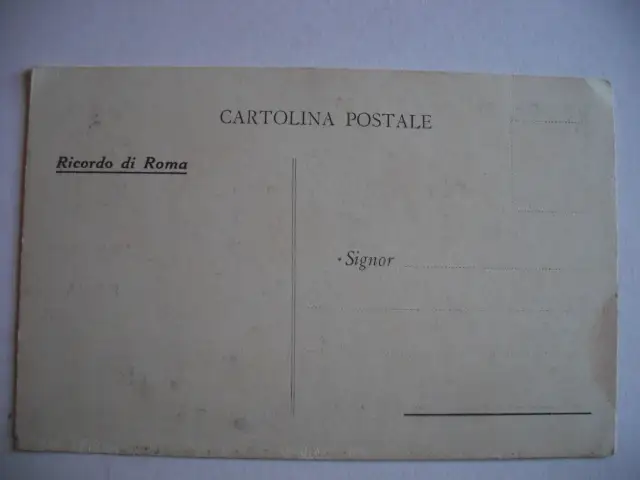 CARTOLINA POSTALE
Ricordo di Roma
Signor